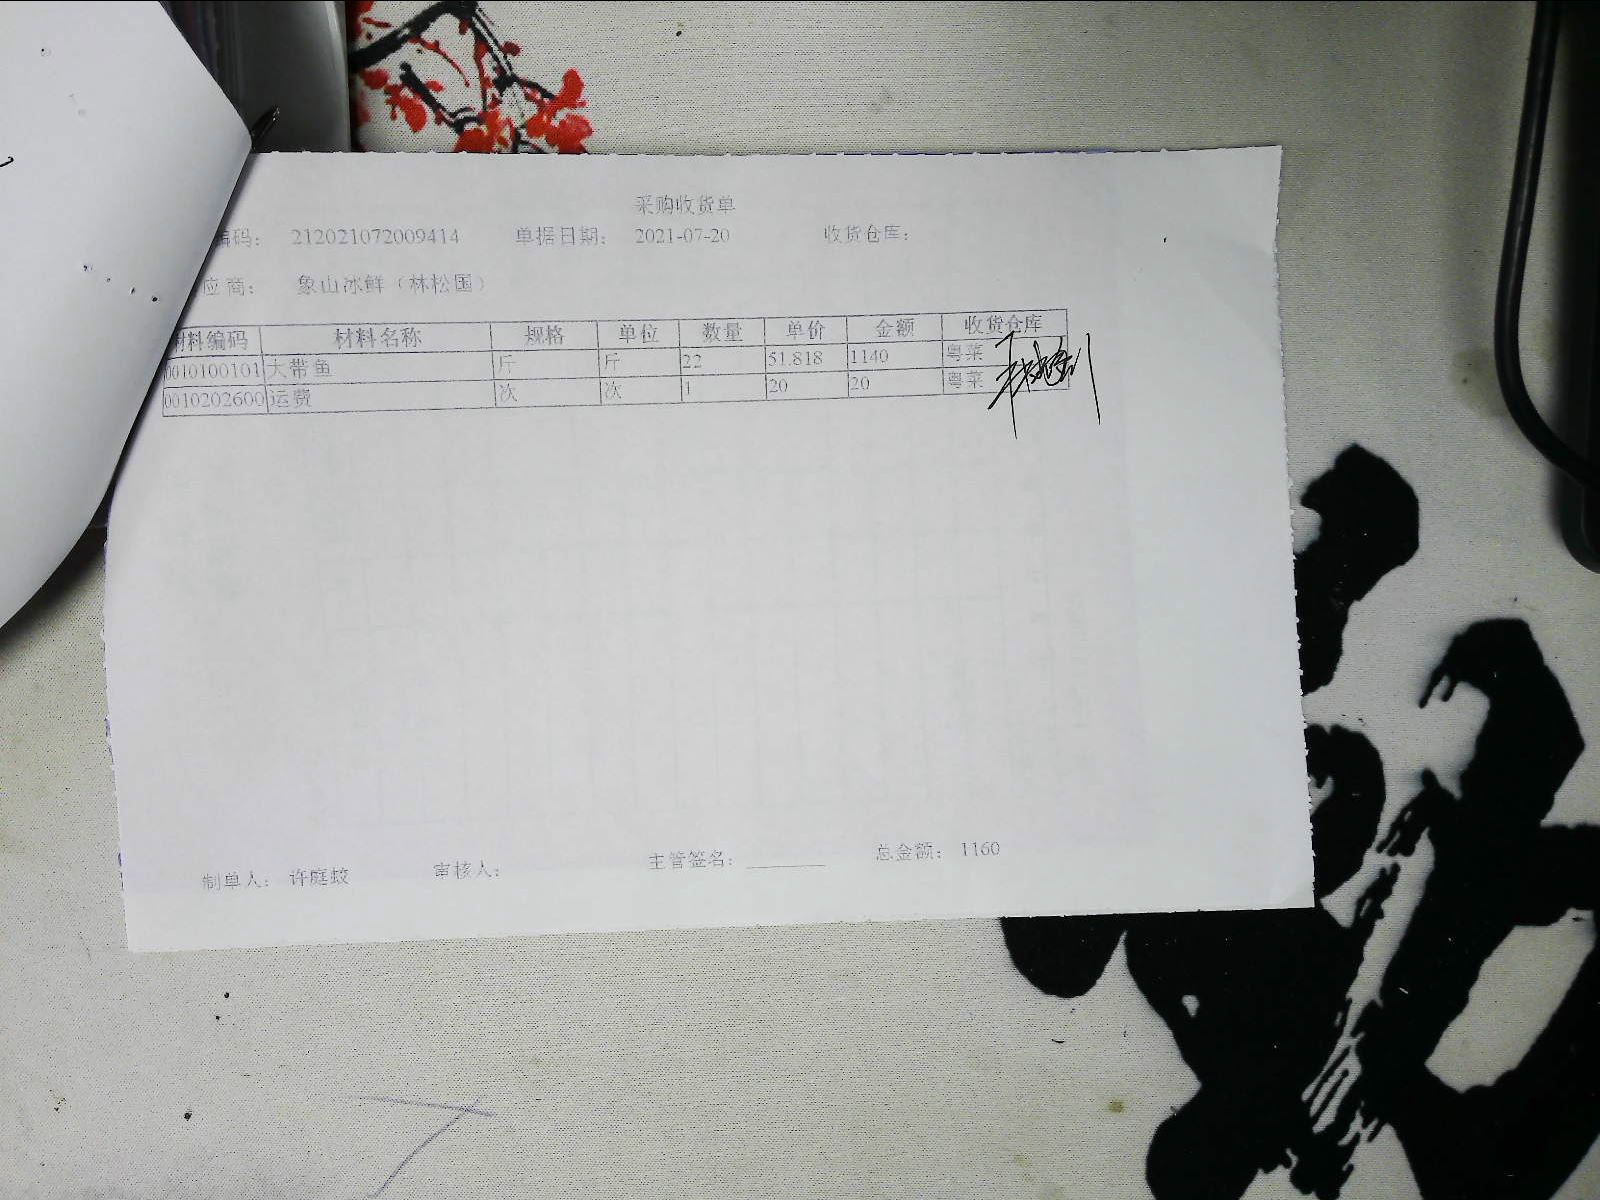 采购收货单
编码： 212021072009414 单据日期： 2021-07-20 收货仓库：
应商： 象山冰鲜（林松国）
材料编码 材料名称 规格 单位 数量 单价 金额 收货仓库
0010100101 大带鱼 斤 斤 22 51.818 1140 粤菜
0010202600 运费 次 次 1 20 20 粤菜
制单人： 许庭蛟 审核人： 主管签名： ________ 总金额： 1160